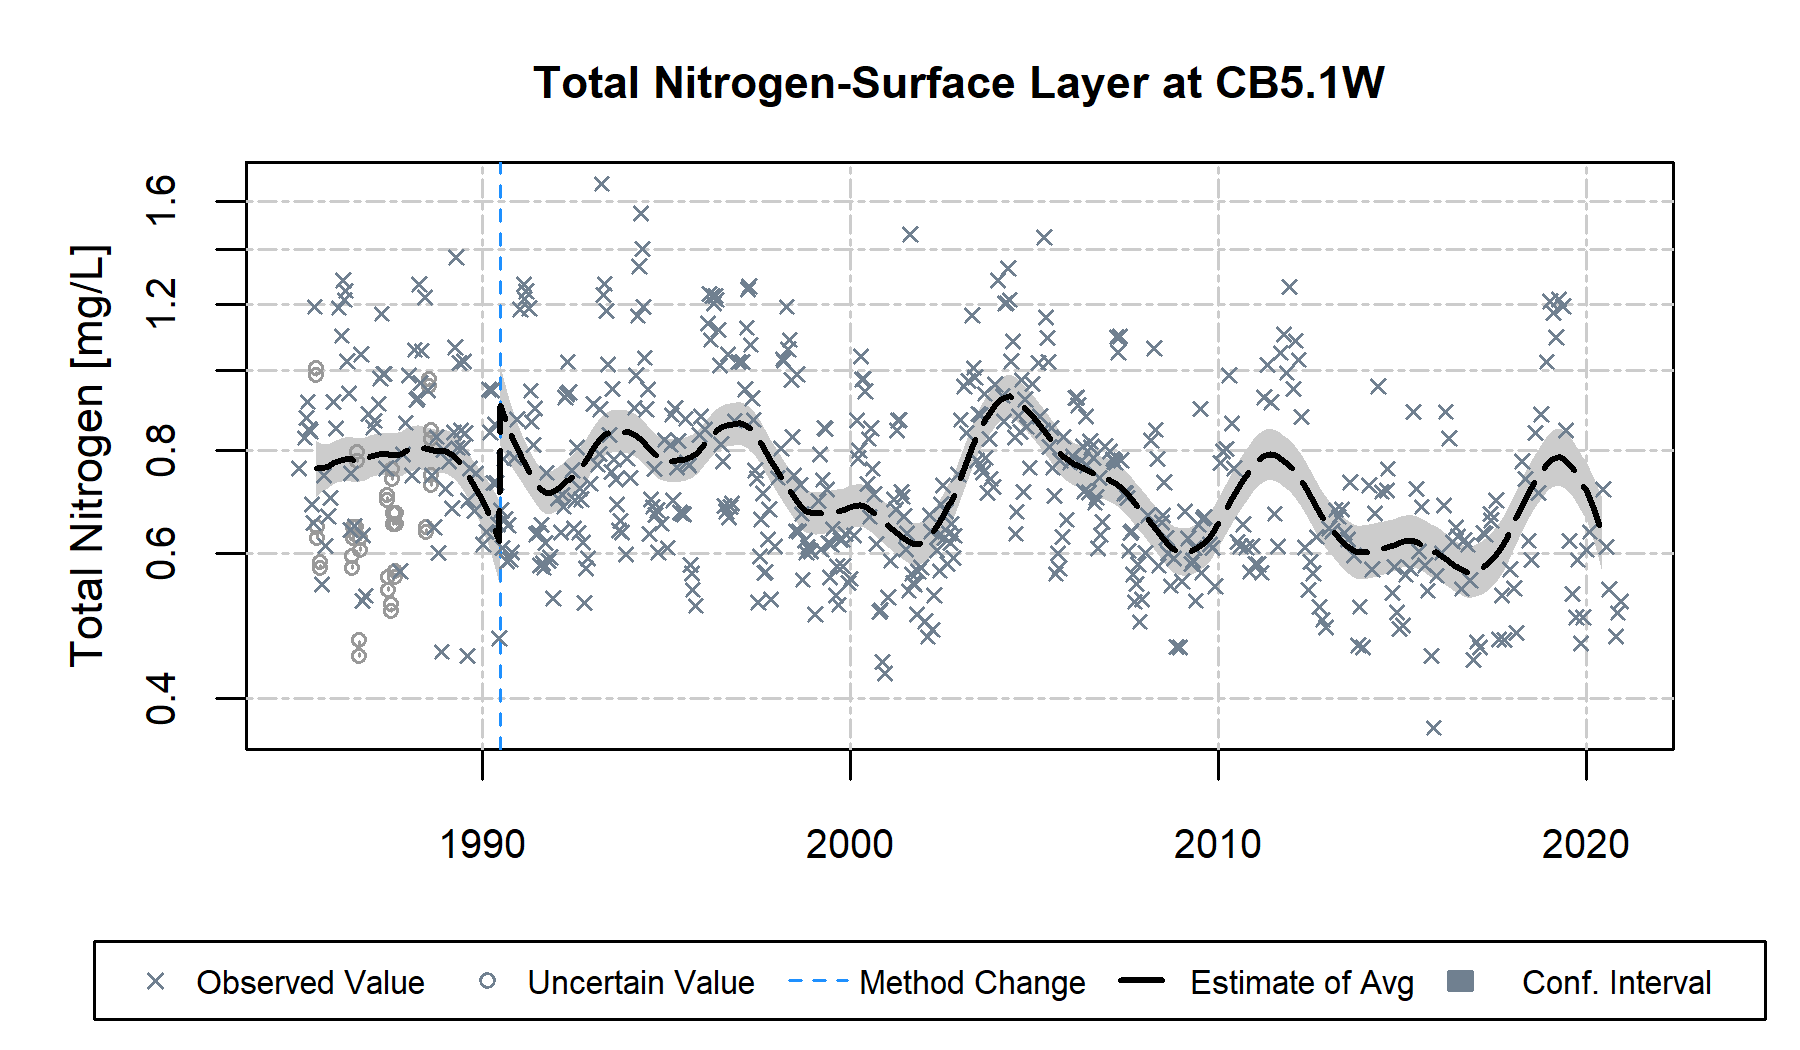 Total Nitrogen-Surface Layer at CB5.1W
Total Nitrogen [mg/L]
1.6
1.2
0.8
0.6
0.4
1990 2000 2010 2020
Observed Value Uncertain Value Method Change Estimate of Avg Conf. Interval